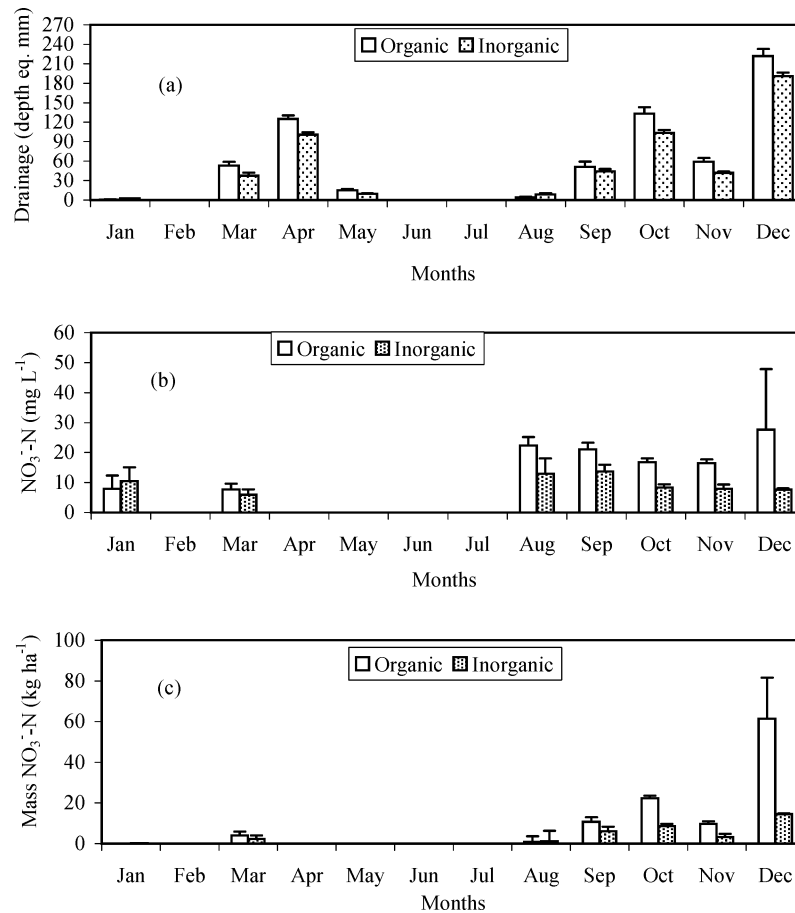 270
240
210
180
150
120
90
60
30
0
Drainage (depth eq. mm)
Organic Inorganic
(a)
Jan Feb Mar Apr May Jun Jul Aug Sep Oct Nov Dec
Months
60
50
40
30
20
10
0
NO₃⁻-N (mg L⁻¹)
Organic Inorganic
(b)
Jan Feb Mar Apr May Jun Jul Aug Sep Oct Nov Dec
Months
100
80
60
40
20
0
Mass NO₃⁻-N (kg ha⁻¹)
Organic Inorganic
(c)
Jan Feb Mar Apr May Jun Jul Aug Sep Oct Nov Dec
Months